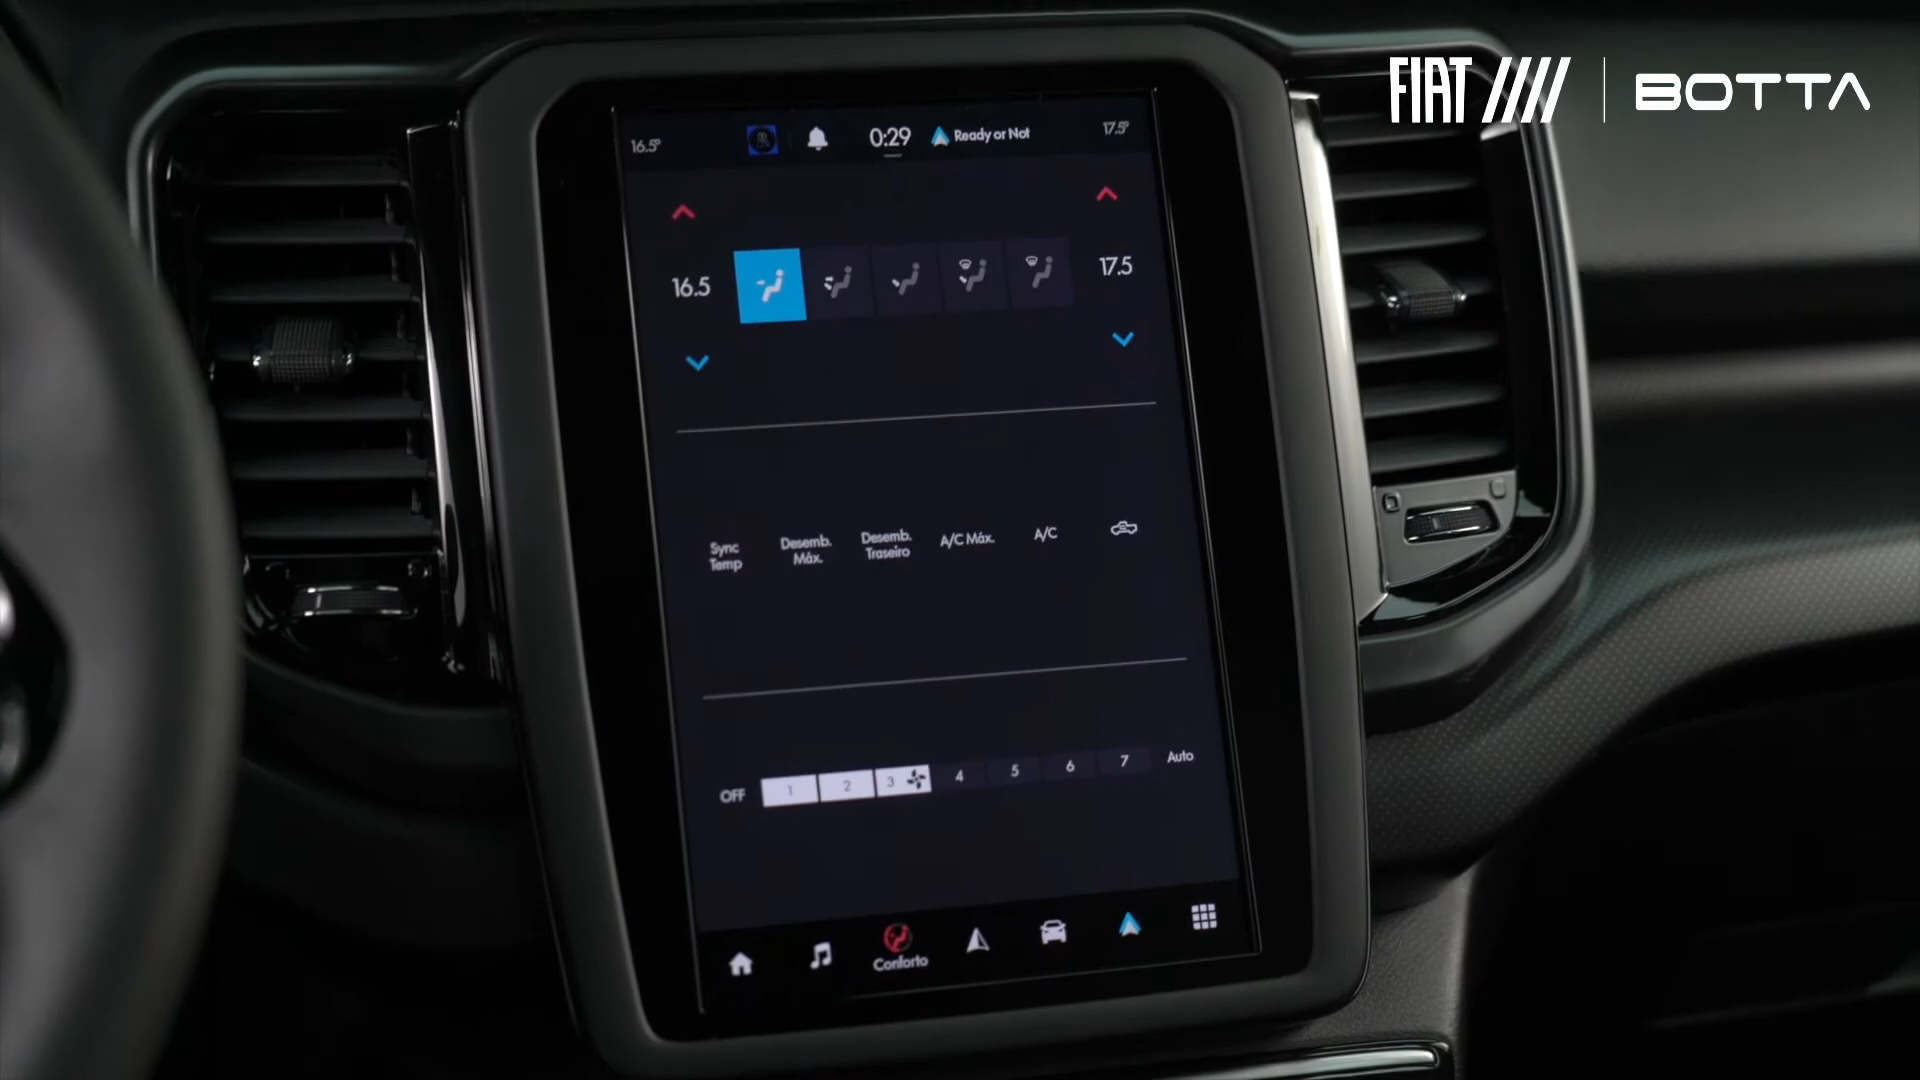 FIAT BOTTA
16.5° 0:29 Ready or Not 17.5°
16.5 17.5
Sync
Temp
Desemb.
Máx.
Desemb.
Traseiro
A/C Máx.
A/C
OFF 1 2 3 4 5 6 7 Auto
Conforto